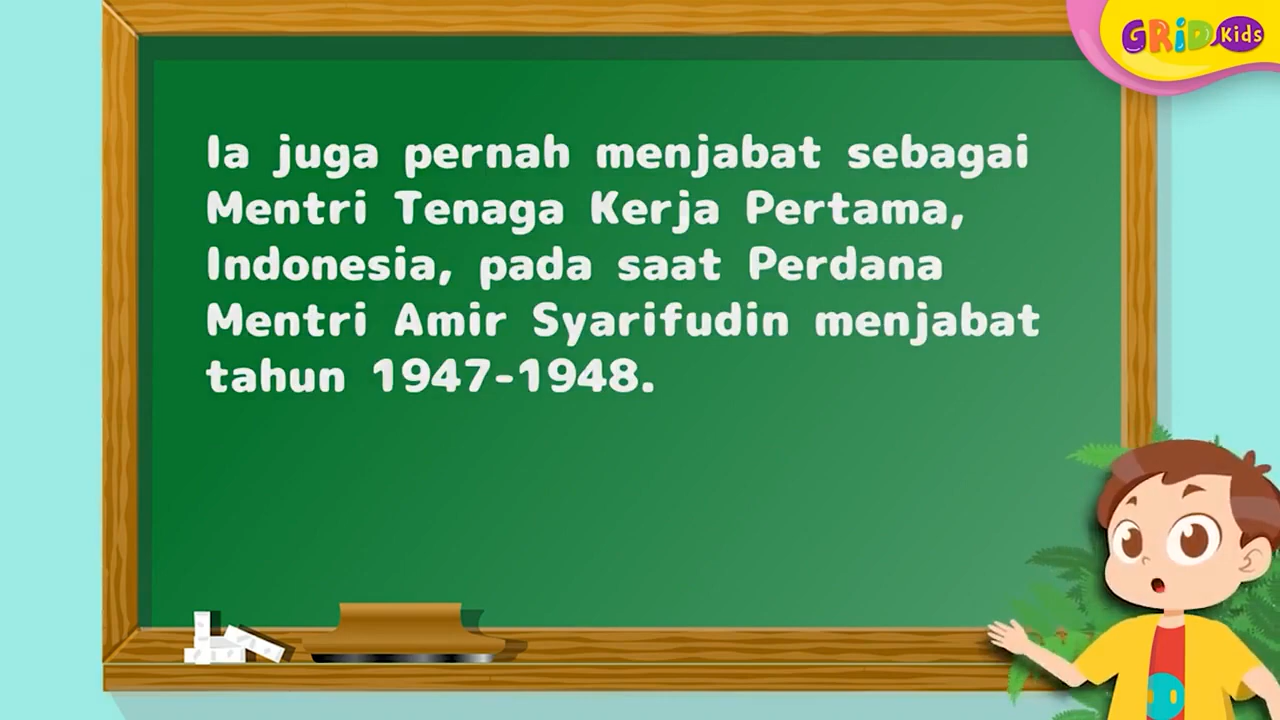 GRID Kids
Ia juga pernah menjabat sebagai
Mentri Tenaga Kerja Pertama,
Indonesia, pada saat Perdana
Mentri Amir Syarifudin menjabat
tahun 1947-1948.